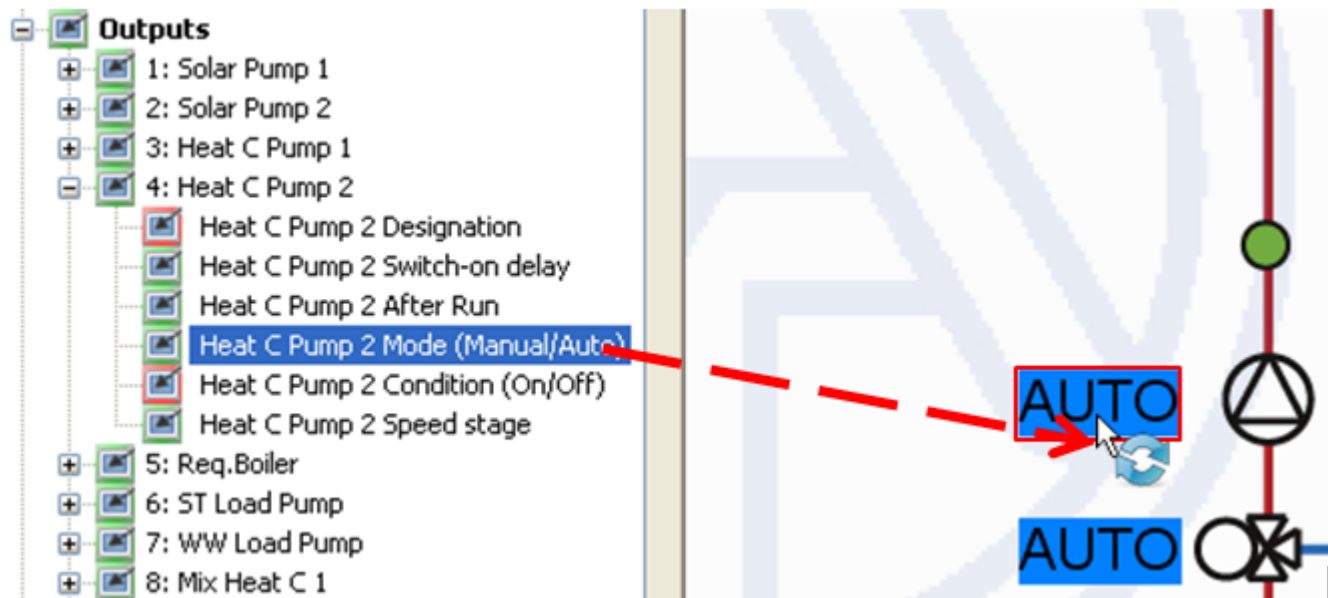 Outputs
1: Solar Pump 1
2: Solar Pump 2
3: Heat C Pump 1
4: Heat C Pump 2
Heat C Pump 2 Designation
Heat C Pump 2 Switch-on delay
Heat C Pump 2 After Run
Heat C Pump 2 Mode (Manual/Auto)
Heat C Pump 2 Condition (On/Off)
Heat C Pump 2 Speed stage
5: Req.Boiler
6: ST Load Pump
7: WW Load Pump
8: Mix Heat C 1
AUTO
AUTO